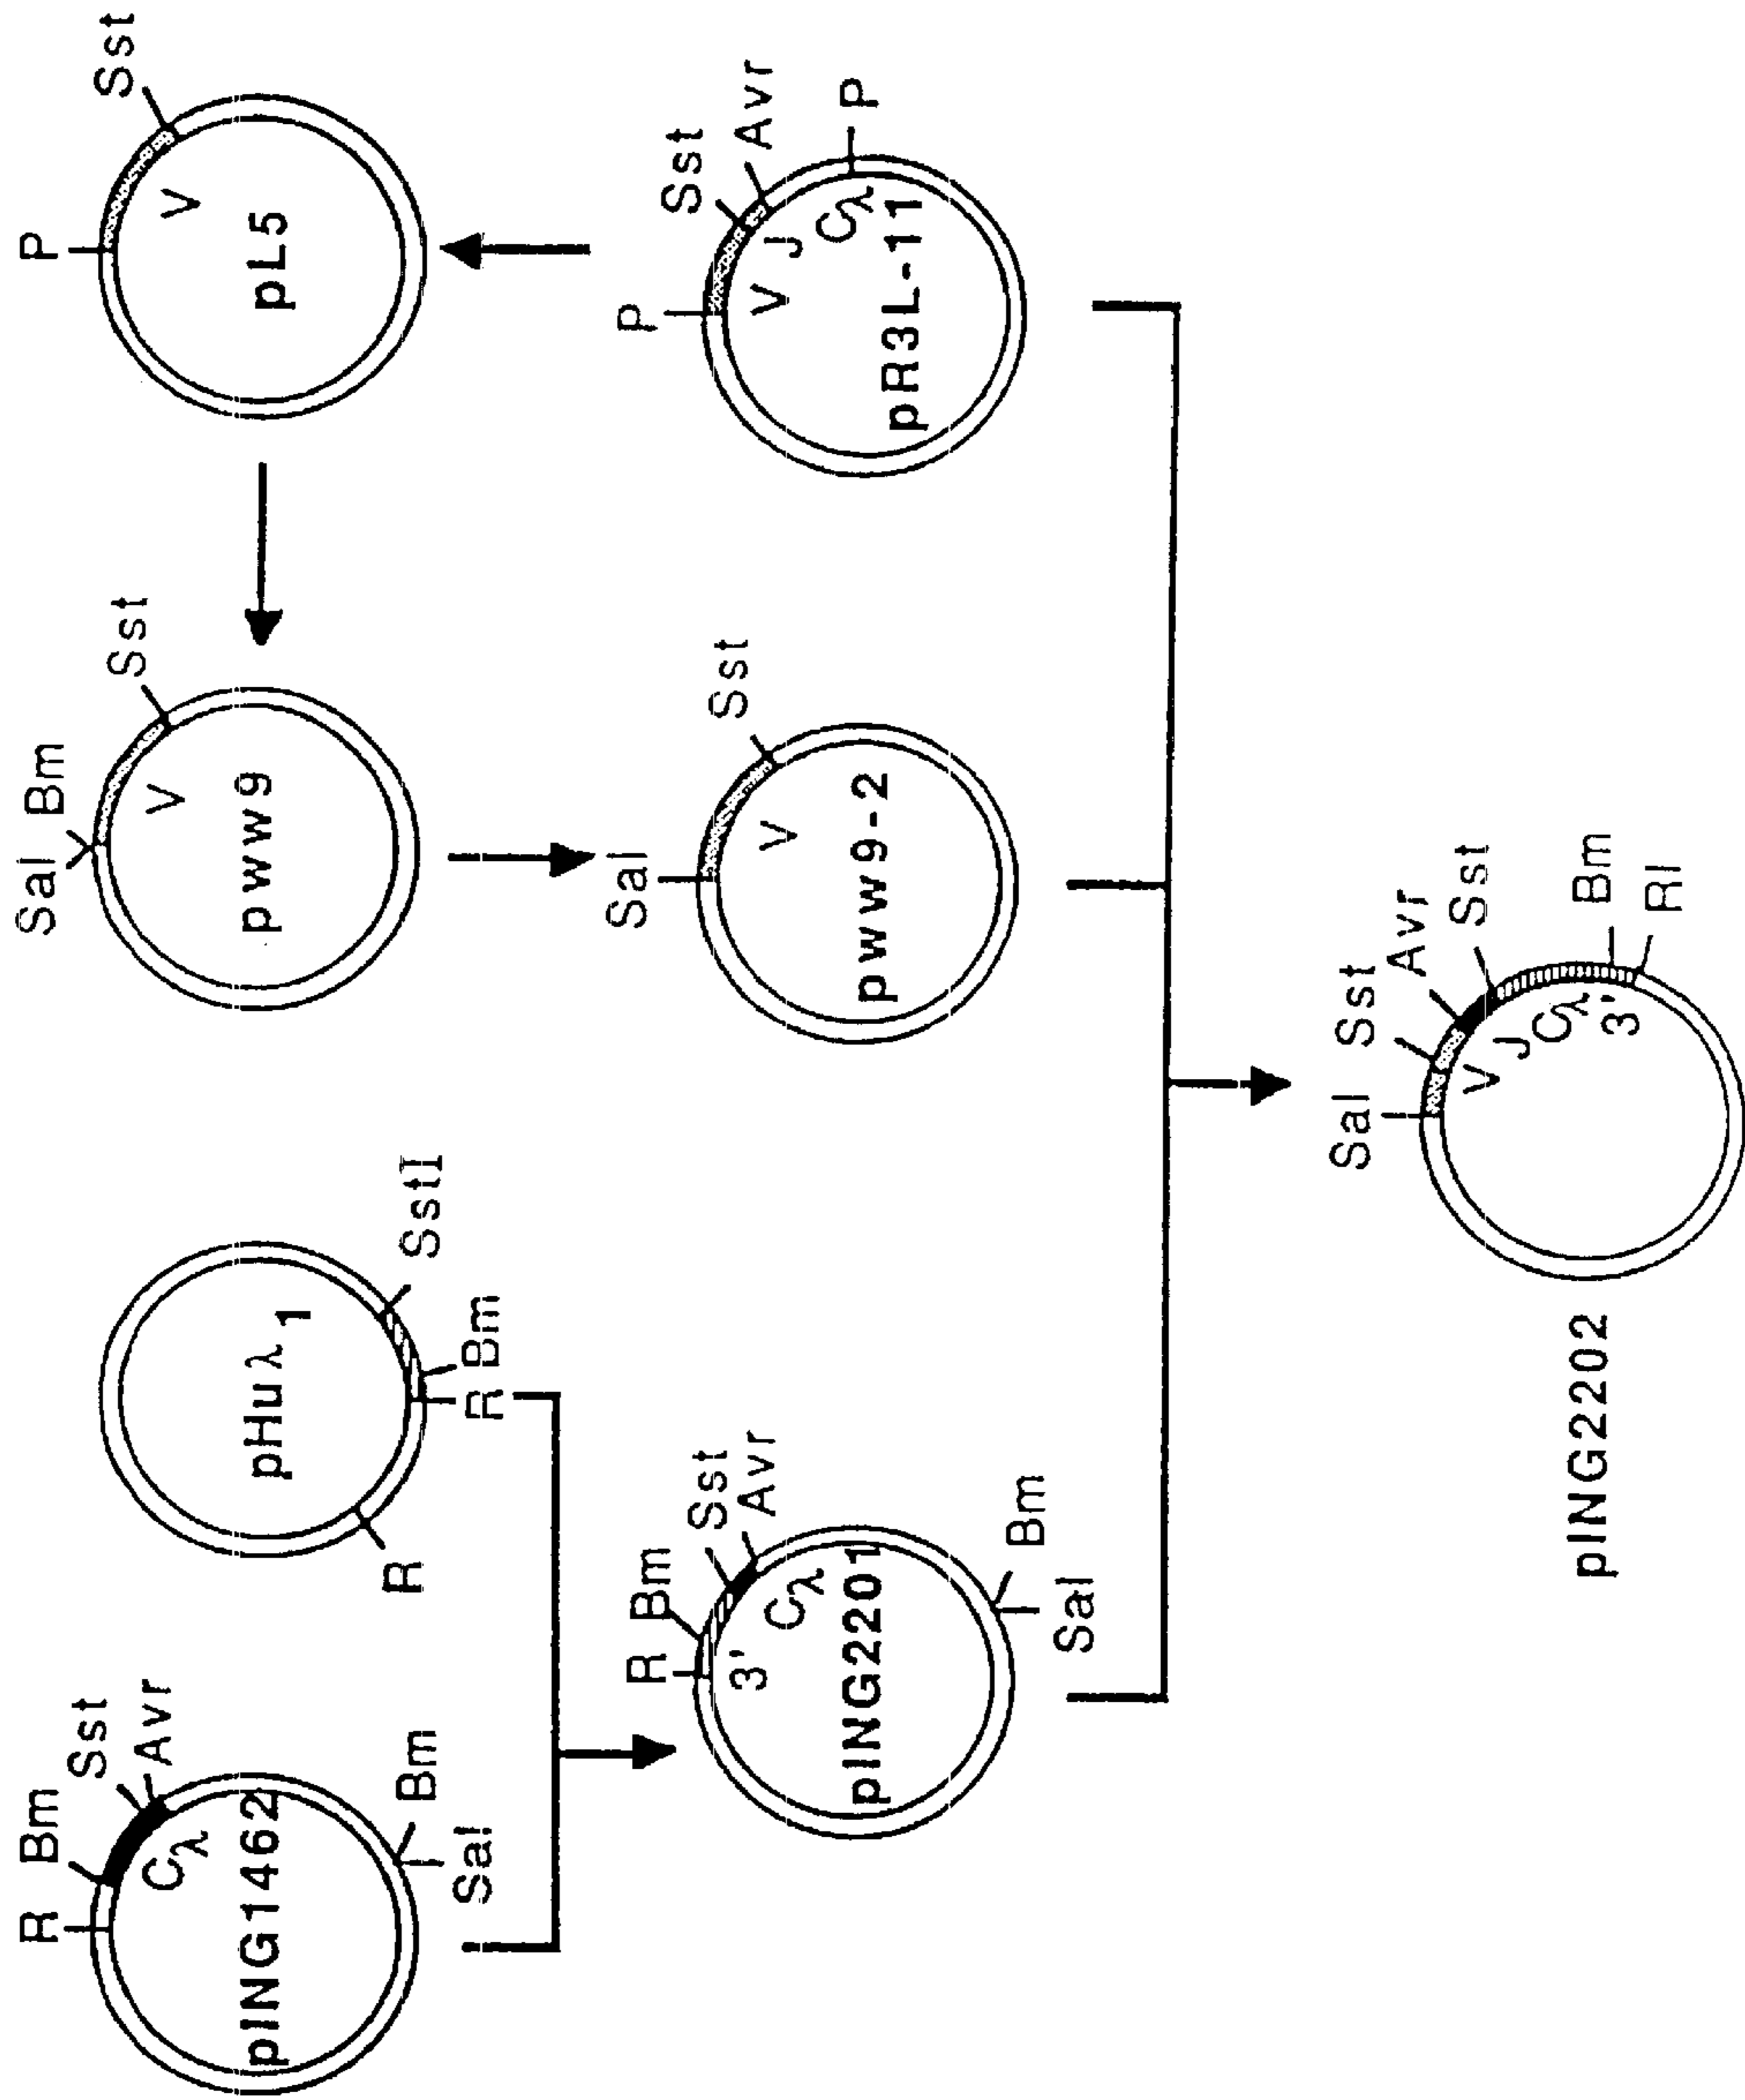 R
Bm
Sst
Avr
Cλ
pING1462
Bm
Sal
pHuλ1
SstI
Bm
R
R
Sal
Bm
Sst
V
pww9
P
Sst
V
pL5
R
Bm
Sst
Avr
3'
Cλ
pING2201
Bm
Sal
Sal
Sst
V
pww9-2
P
Sst
Avr
P
V
J
Cλ
pR3L-11
Sal
Sst
Avr
Sst
Bm
RI
V
J
Cλ
3'
pING2202